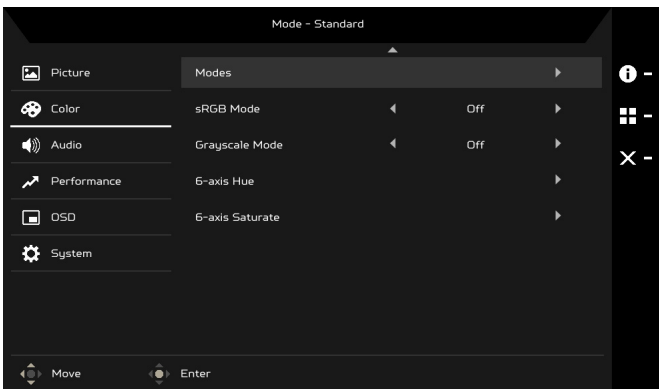 Mode - Standard
Picture
Modes
Color
sRGB Mode
Off
Audio
Grayscale Mode
Off
Performance
6-axis Hue
OSD
6-axis Saturate
System
Move
Enter